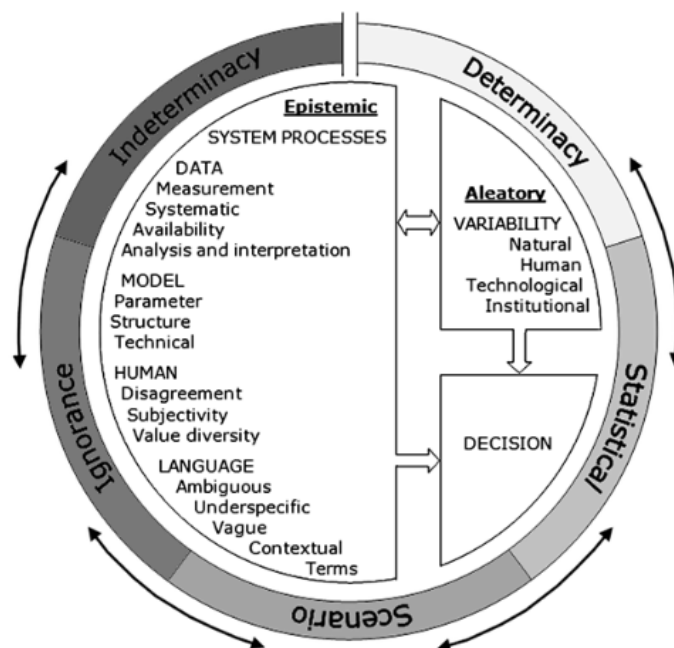 Indeterminacy
Determinacy
Epistemic
SYSTEM PROCESSES
DATA
Measurement
Systematic
Availability
Analysis and interpretation
MODEL
Parameter
Structure
Technical
HUMAN
Disagreement
Subjectivity
Value diversity
LANGUAGE
Ambiguous
Underspecific
Vague
Contextual
Terms
Aleatory
VARIABILITY
Natural
Human
Technological
Institutional
DECISION
Ignorance
Statistical
Scenario